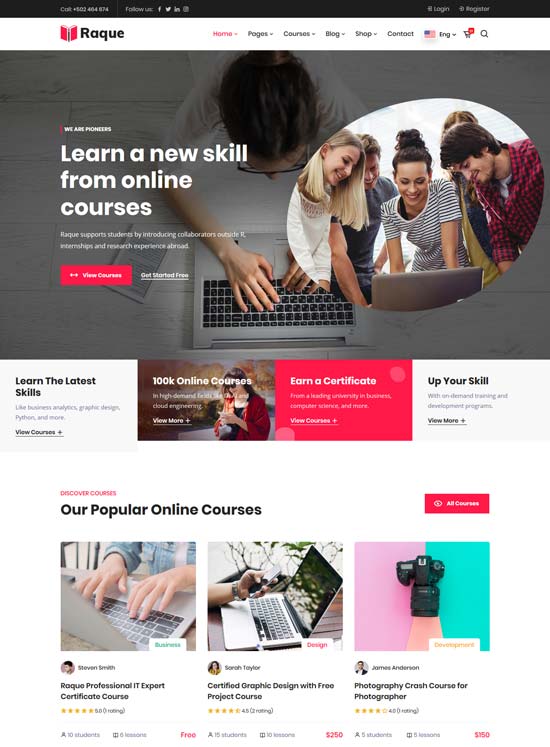 Call: +502 464 674
Follow us:
Login
Register
Raque
Home
Pages
Courses
Blog
Shop
Contact
Eng
WE ARE PIONEERS
Learn a new skill
from online
courses
Raque supports students by introducing collaborators outside R,
internships and research experience abroad.
View Courses
Get Started Free
Learn The Latest
Skills
Like business analytics, graphic design,
Python, and more.
View Courses +
100k Online Courses
In high-demand fields like and
cloud engineering.
View More +
Earn a Certificate
From a leading university in business,
computer science, and more.
View Courses +
Up Your Skill
With on-demand training and
development programs.
View More +
DISCOVER COURSES
Our Popular Online Courses
All Courses
Business
Steven Smith
Raque Professional IT Expert
Certificate Course
5.0 (1 rating)
10 students
6 lessons
Free
Design
Sarah Taylor
Certified Graphic Design with Free
Project Course
4.5 (2 rating)
15 students
10 lessons
$250
Development
James Anderson
Photography Crash Course for
Photographer
4.0 (1 rating)
5 students
5 lessons
$150